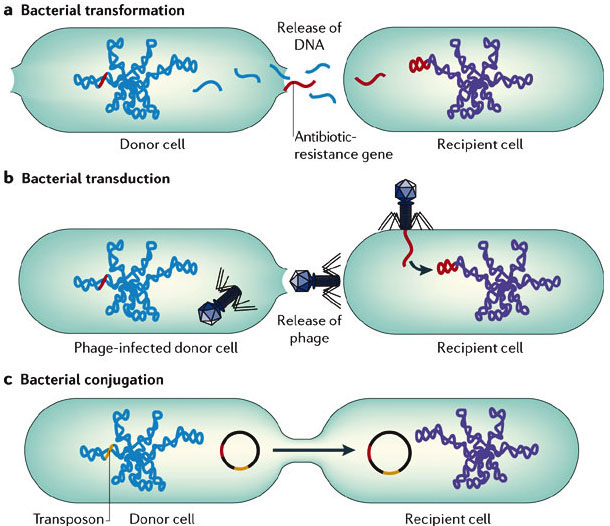 a Bacterial transformation
Release of
DNA
Donor cell
Antibiotic-
resistance gene
Recipient cell
b Bacterial transduction
Phage-infected donor cell
Release of
phage
Recipient cell
c Bacterial conjugation
Transposon
Donor cell
Recipient cell